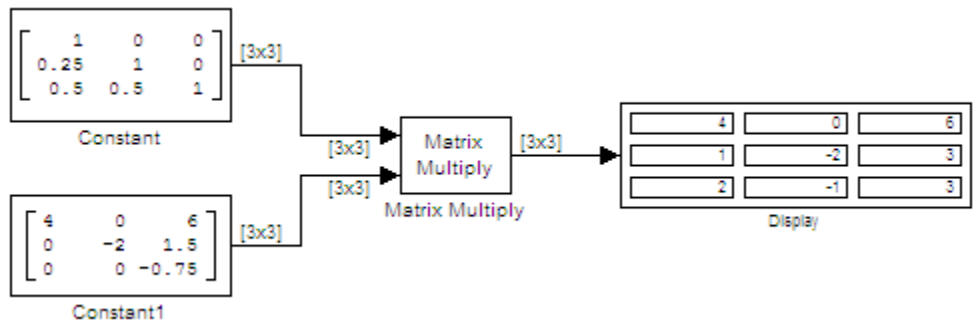 1 0 0
0.25 1 0
0.5 0.5 1
[3x3]
Constant
[3x3]
Matrix
Multiply
[3x3]
Matrix Multiply
[3x3]
4 0 6
1 -2 3
2 -1 3
Display
4 0 6
0 -2 1.5
0 0 -0.75
[3x3]
Constant1